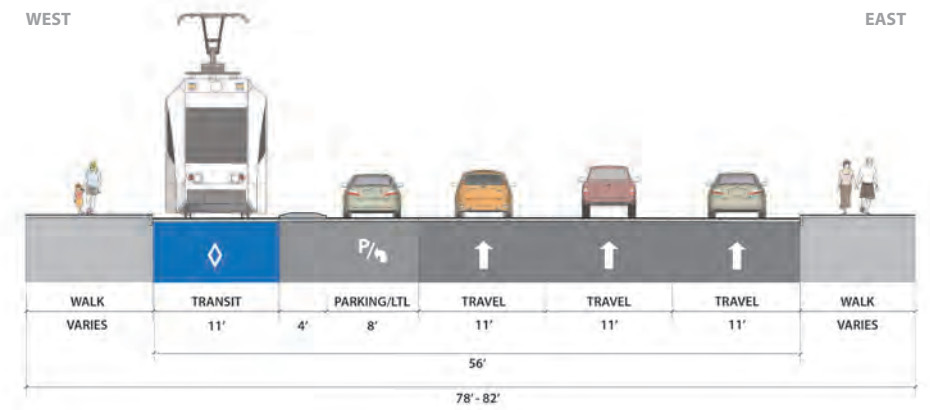 WEST EAST
P/
WALK TRANSIT PARKING/LTL TRAVEL TRAVEL TRAVEL WALK
VARIES 11' 4' 8' 11' 11' 11' VARIES
56'
78' - 82'